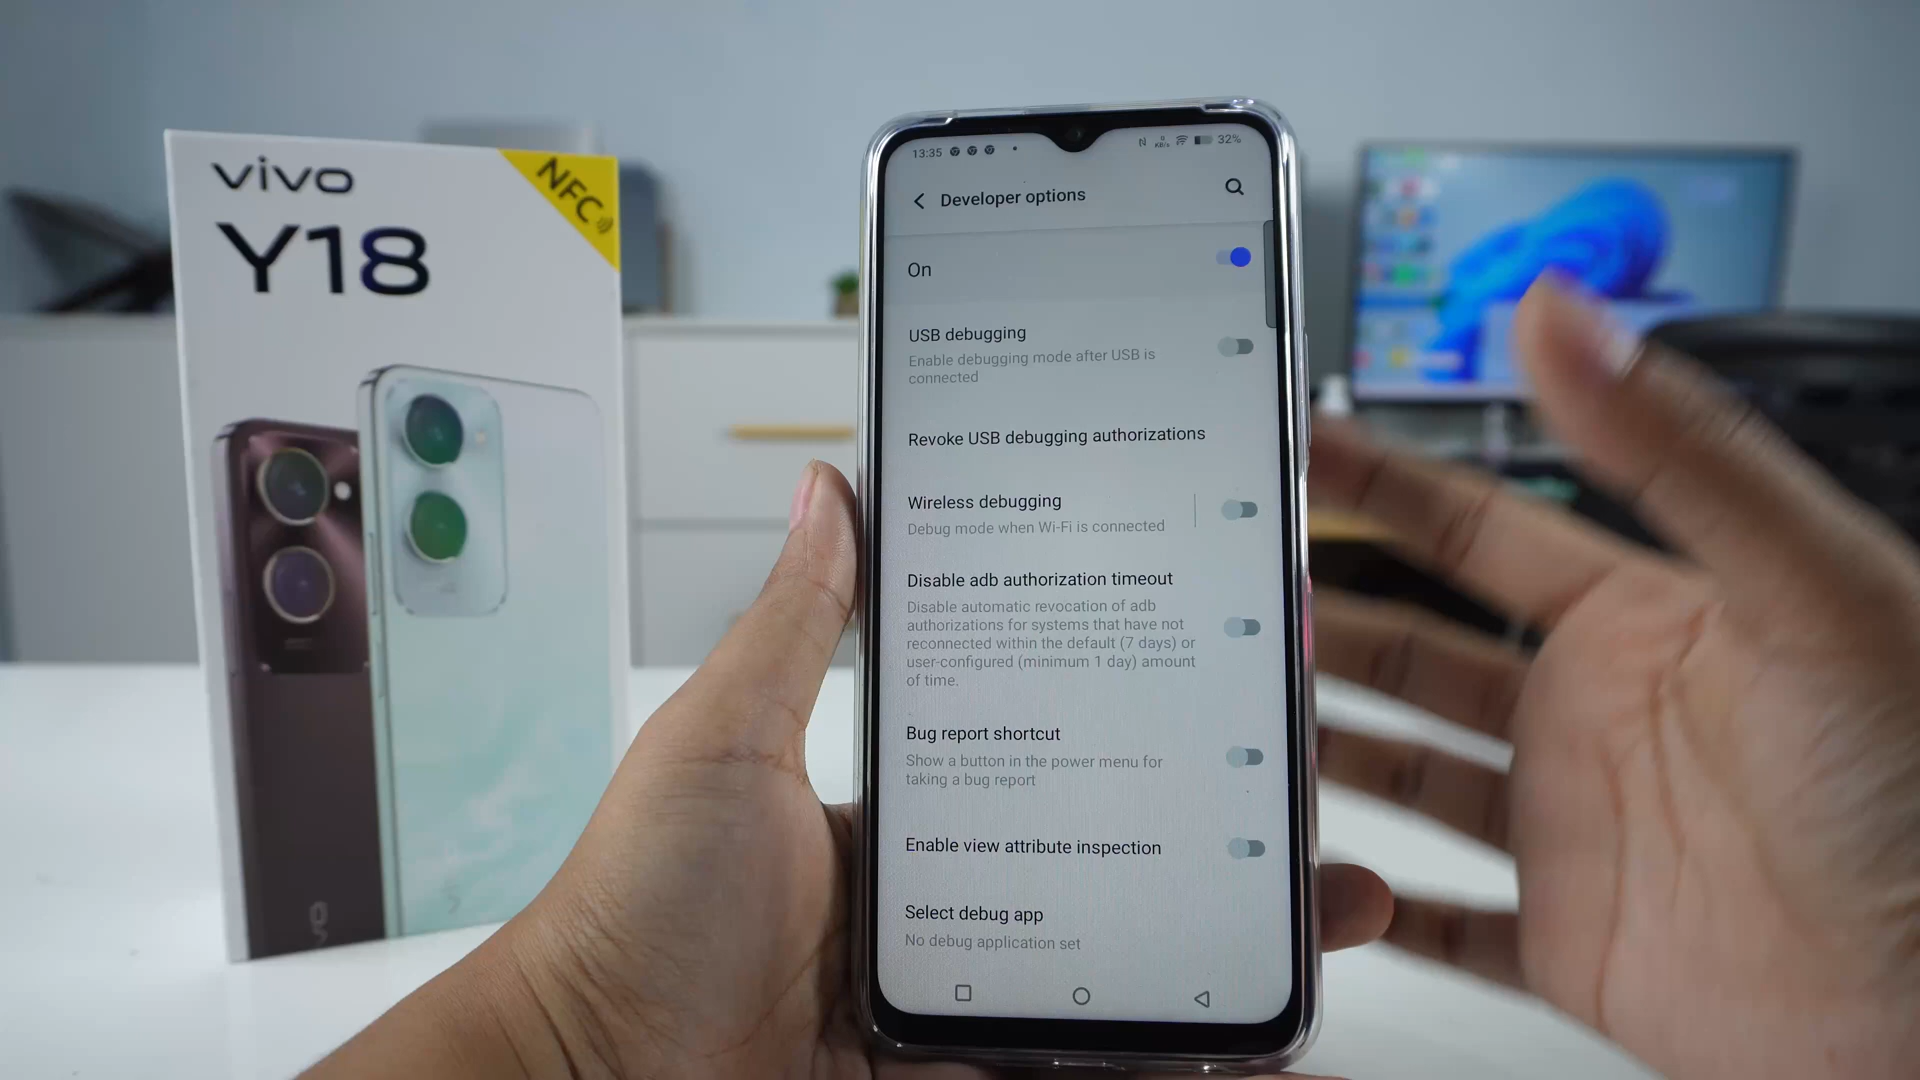 vivo
Y18
NFC
13:35
0
KB/s
32%
Developer options
On
USB debugging
Enable debugging mode after USB is
connected
Revoke USB debugging authorizations
Wireless debugging
Debug mode when Wi-Fi is connected
Disable adb authorization timeout
Disable automatic revocation of adb
authorizations for systems that have not
reconnected within the default (7 days) or
user-configured (minimum 1 day) amount
of time.
Bug report shortcut
Show a button in the power menu for
taking a bug report
Enable view attribute inspection
Select debug app
No debug application set